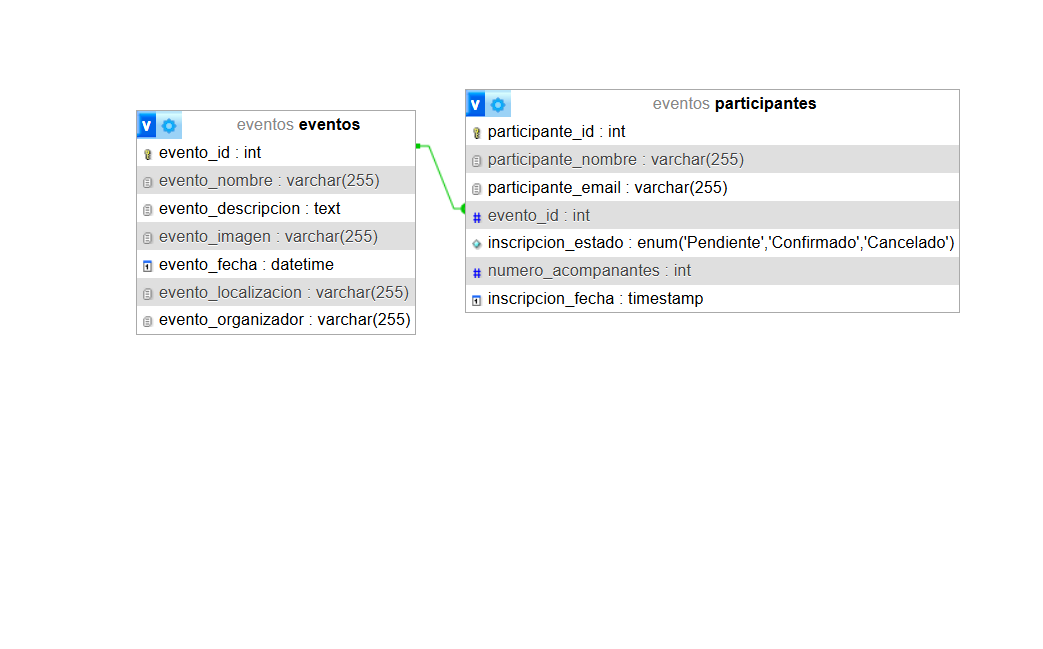 v eventos eventos
evento_id : int
evento_nombre : varchar(255)
evento_descripcion : text
evento_imagen : varchar(255)
evento_fecha : datetime
evento_localizacion : varchar(255)
evento_organizador : varchar(255)
v eventos participantes
participante_id : int
participante_nombre : varchar(255)
participante_email : varchar(255)
# evento_id : int
inscripcion_estado : enum('Pendiente','Confirmado','Cancelado')
# numero_acompanantes : int
inscripcion_fecha : timestamp